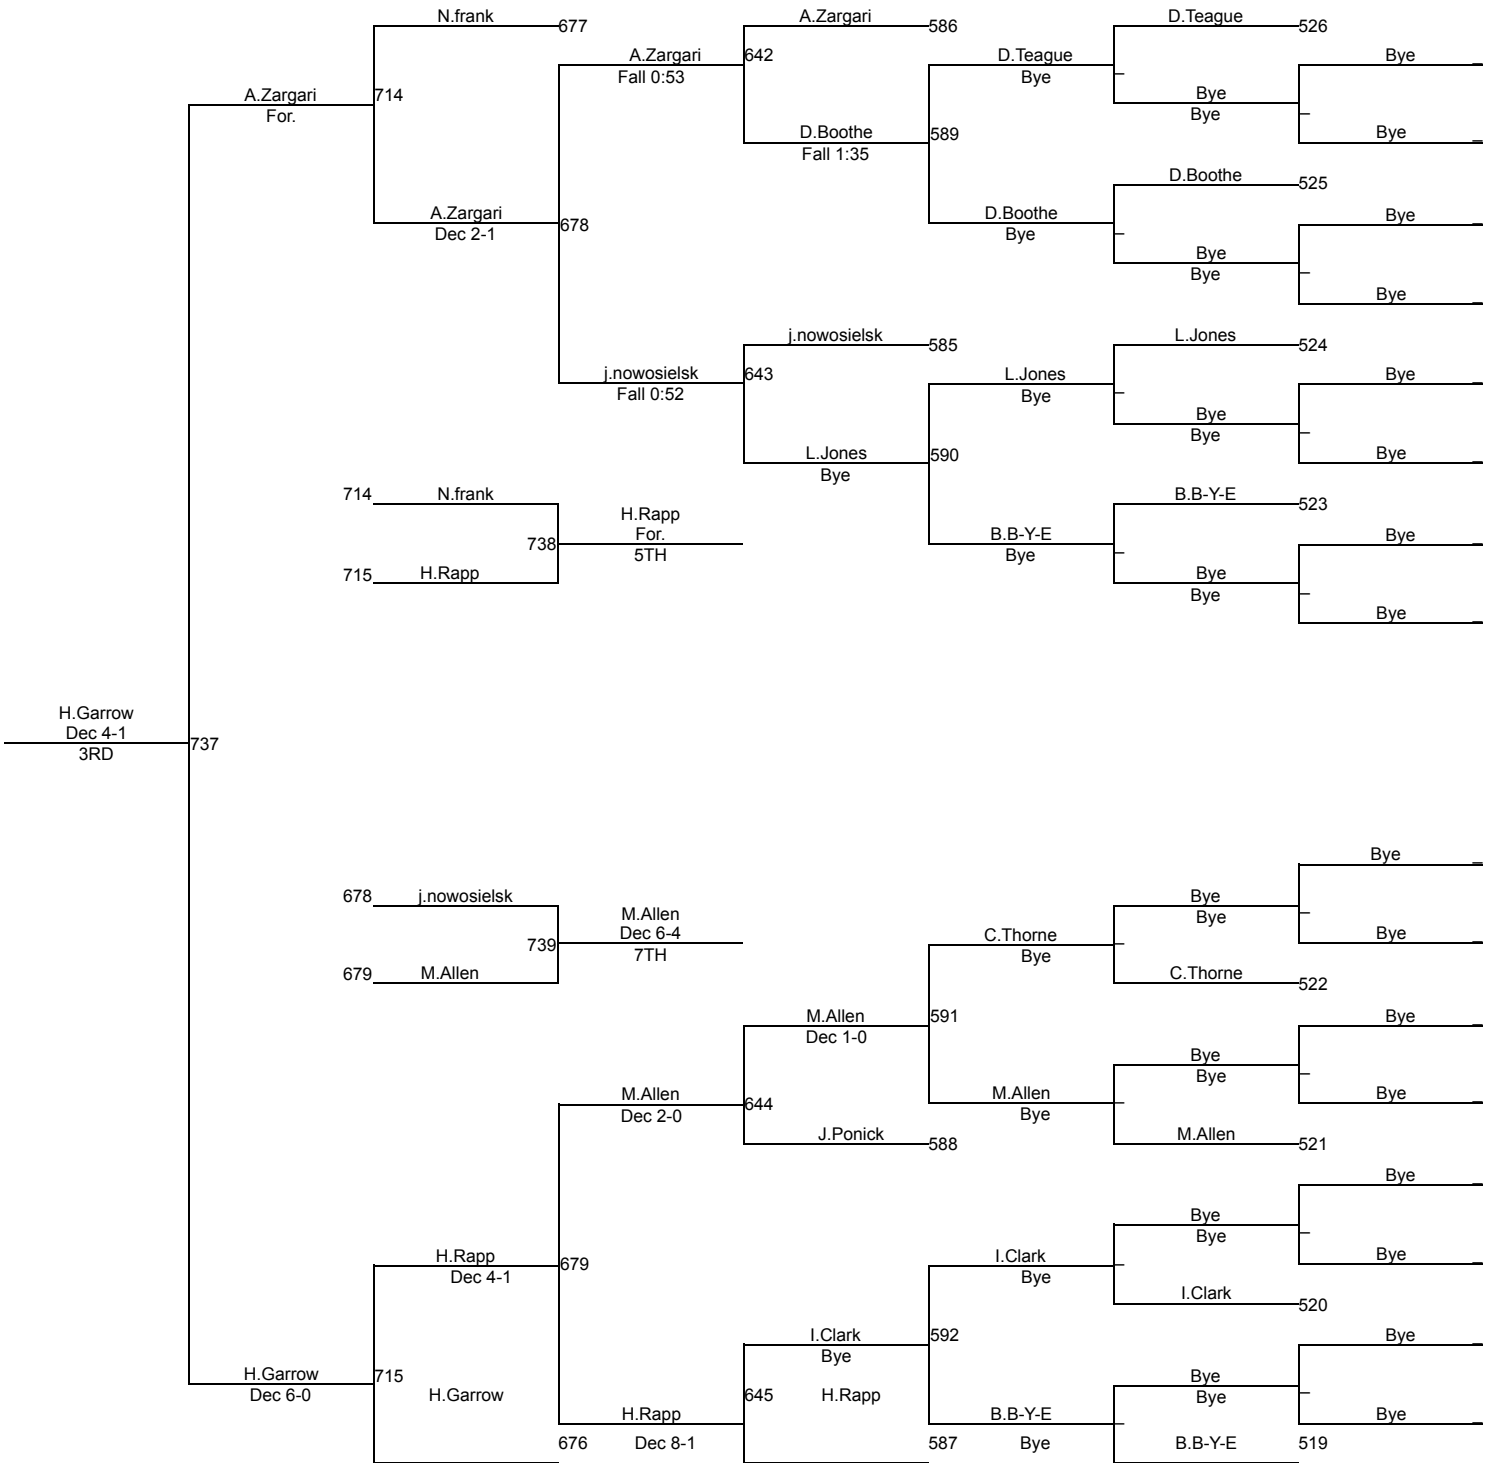 N.frank
677
A.Zargari
586
D.Teague
526
A.Zargari
642
Fall 0:53
D.Teague
Bye
Bye
A.Zargari
714
For.
Bye
Bye
D.Boothe
589
Fall 1:35
Bye
D.Boothe
525
A.Zargari
678
Dec 2-1
D.Boothe
Bye
Bye
Bye
Bye
Bye
j.nowosielsk
585
L.Jones
524
j.nowosielsk
643
Fall 0:52
L.Jones
Bye
Bye
Bye
Bye
L.Jones
590
Bye
Bye
714
N.frank
B.B-Y-E
523
H.Rapp
For.
5TH
738
B.B-Y-E
Bye
Bye
715
H.Rapp
Bye
Bye
Bye
H.Garrow
Dec 4-1
3RD
737
Bye
678
j.nowosielsk
Bye
Bye
M.Allen
Dec 6-4
7TH
739
C.Thorne
Bye
Bye
679
M.Allen
C.Thorne
522
M.Allen
591
Dec 1-0
Bye
Bye
Bye
M.Allen
644
Dec 2-0
M.Allen
Bye
Bye
J.Ponick
588
M.Allen
521
Bye
Bye
Bye
H.Rapp
679
Dec 4-1
I.Clark
Bye
Bye
I.Clark
520
I.Clark
592
Bye
Bye
H.Garrow
715
Dec 6-0
H.Garrow
645
H.Rapp
Bye
Bye
H.Rapp
B.B-Y-E
Bye
676
Dec 8-1
587
Bye
B.B-Y-E
519